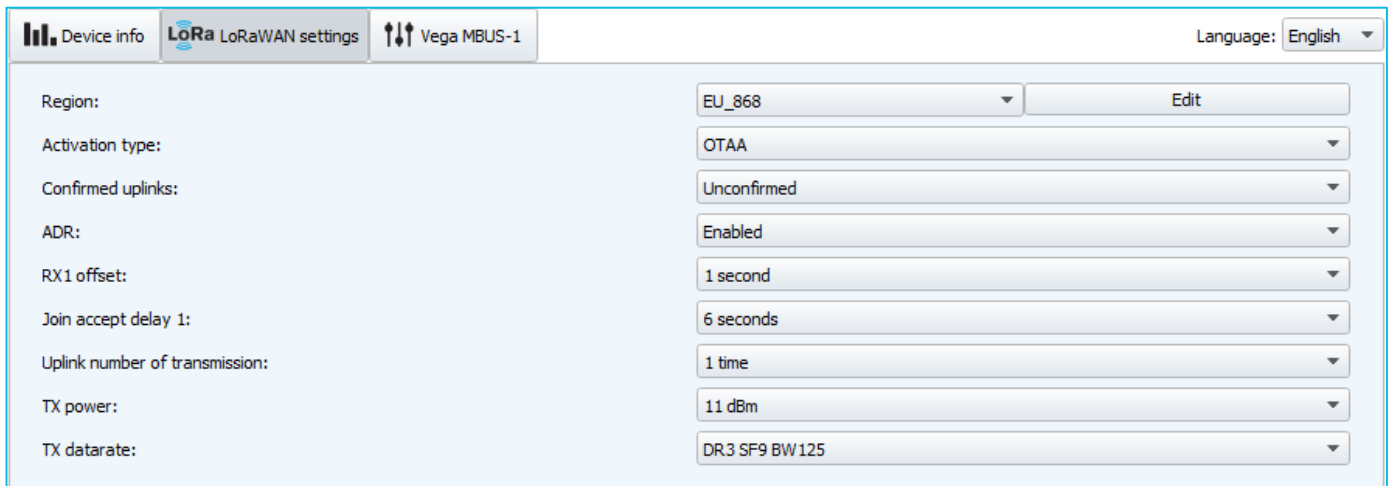 Device info LoRa LoRaWAN settings Vega MBUS-1 Language: English
Region: EU_868 Edit
Activation type: OTAA
Confirmed uplinks: Unconfirmed
ADR: Enabled
RX1 offset: 1 second
Join accept delay 1: 6 seconds
Uplink number of transmission: 1 time
TX power: 11 dBm
TX datarate: DR3 SF9 BW125